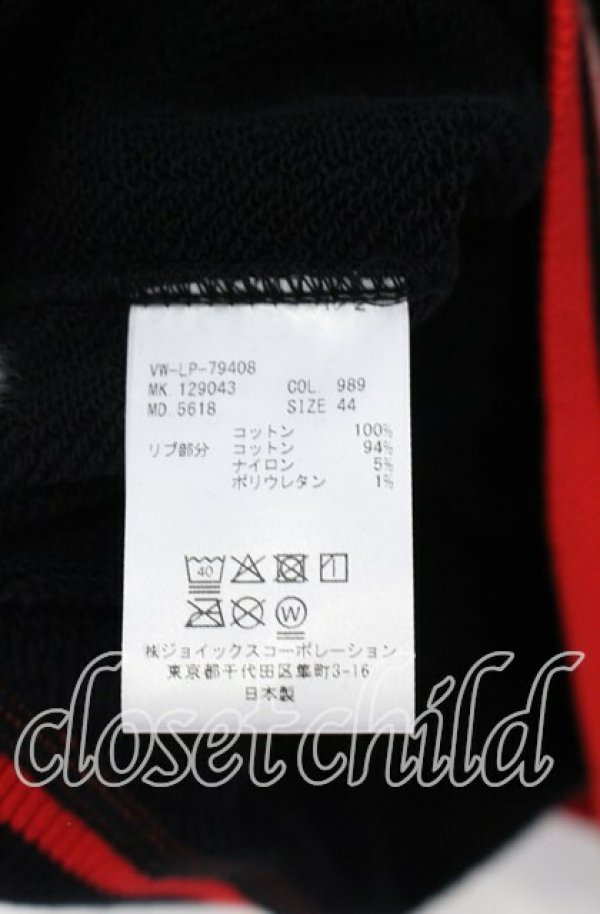 1/2
VW-LP-79408
MK. 129043 COL. 989
MD. 5618 SIZE 44
コットン 100%
リブ部分 コットン 94%
ナイロン 5%
ポリウレタン 1%
40
W
株ジョイックスコーポレーション
東京都千代田区隼町3-16
日本製
closet child